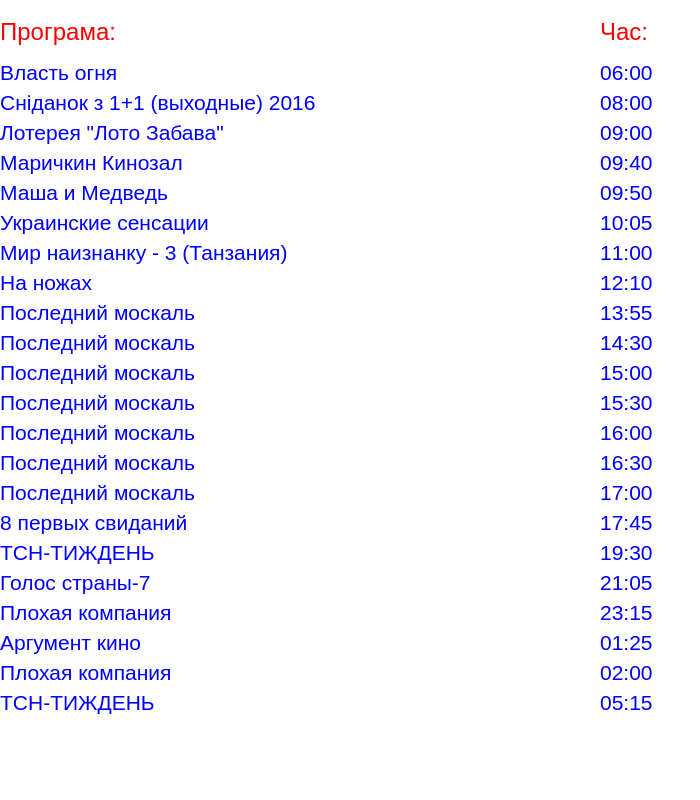 Програма: Час:
Власть огня 06:00
Сніданок з 1+1 (выходные) 2016 08:00
Лотерея "Лото Забава" 09:00
Маричкин Кинозал 09:40
Маша и Медведь 09:50
Украинские сенсации 10:05
Мир наизнанку - 3 (Танзания) 11:00
На ножах 12:10
Последний москаль 13:55
Последний москаль 14:30
Последний москаль 15:00
Последний москаль 15:30
Последний москаль 16:00
Последний москаль 16:30
Последний москаль 17:00
8 первых свиданий 17:45
ТСН-ТИЖДЕНЬ 19:30
Голос страны-7 21:05
Плохая компания 23:15
Аргумент кино 01:25
Плохая компания 02:00
ТСН-ТИЖДЕНЬ 05:15